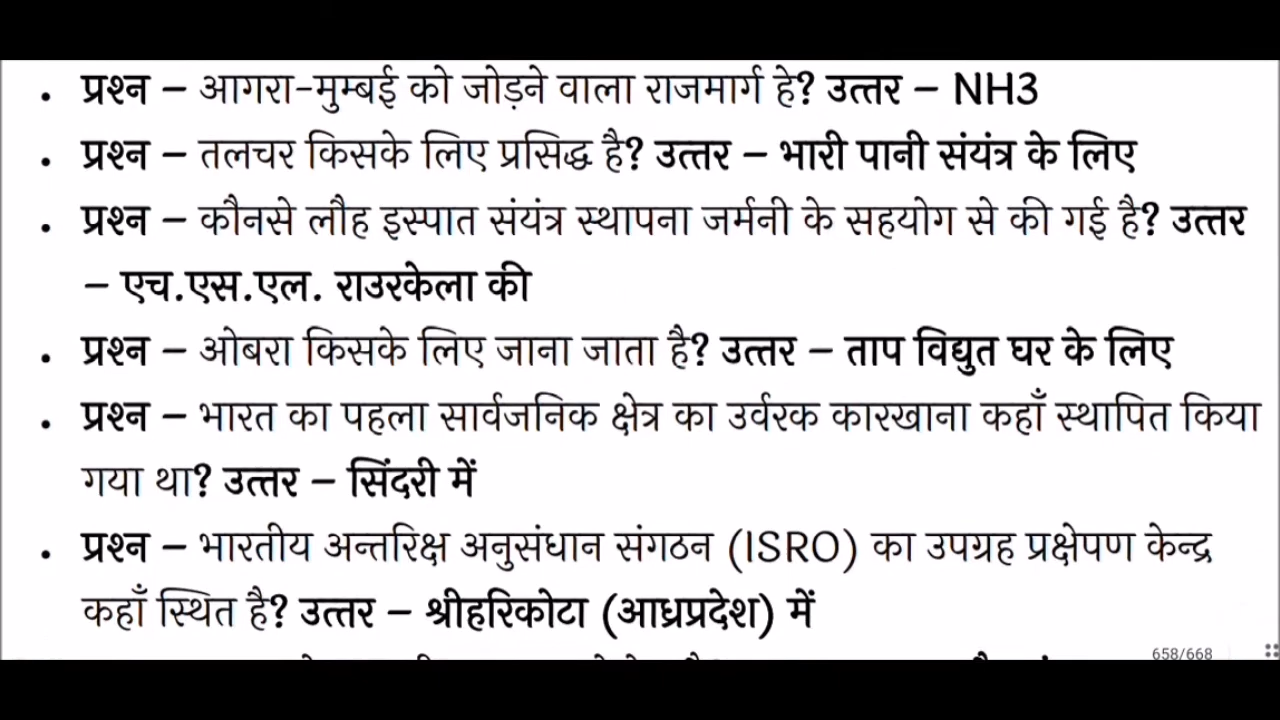 • प्रश्न – आगरा-मुम्बई को जोड़ने वाला राजमार्ग हे? उत्तर – NH3
• प्रश्न – तलचर किसके लिए प्रसिद्ध है? उत्तर – भारी पानी संयंत्र के लिए
• प्रश्न – कौनसे लौह इस्पात संयंत्र स्थापना जर्मनी के सहयोग से की गई है? उत्तर
– एच.एस.एल. राउरकेला की
• प्रश्न – ओबरा किसके लिए जाना जाता है? उत्तर – ताप विद्युत घर के लिए
• प्रश्न – भारत का पहला सार्वजनिक क्षेत्र का उर्वरक कारखाना कहाँ स्थापित किया
गया था? उत्तर – सिंदरी में
• प्रश्न – भारतीय अन्तरिक्ष अनुसंधान संगठन (ISRO) का उपग्रह प्रक्षेपण केन्द्र
कहाँ स्थित है? उत्तर – श्रीहरिकोटा (आध्रप्रदेश) में
658/668